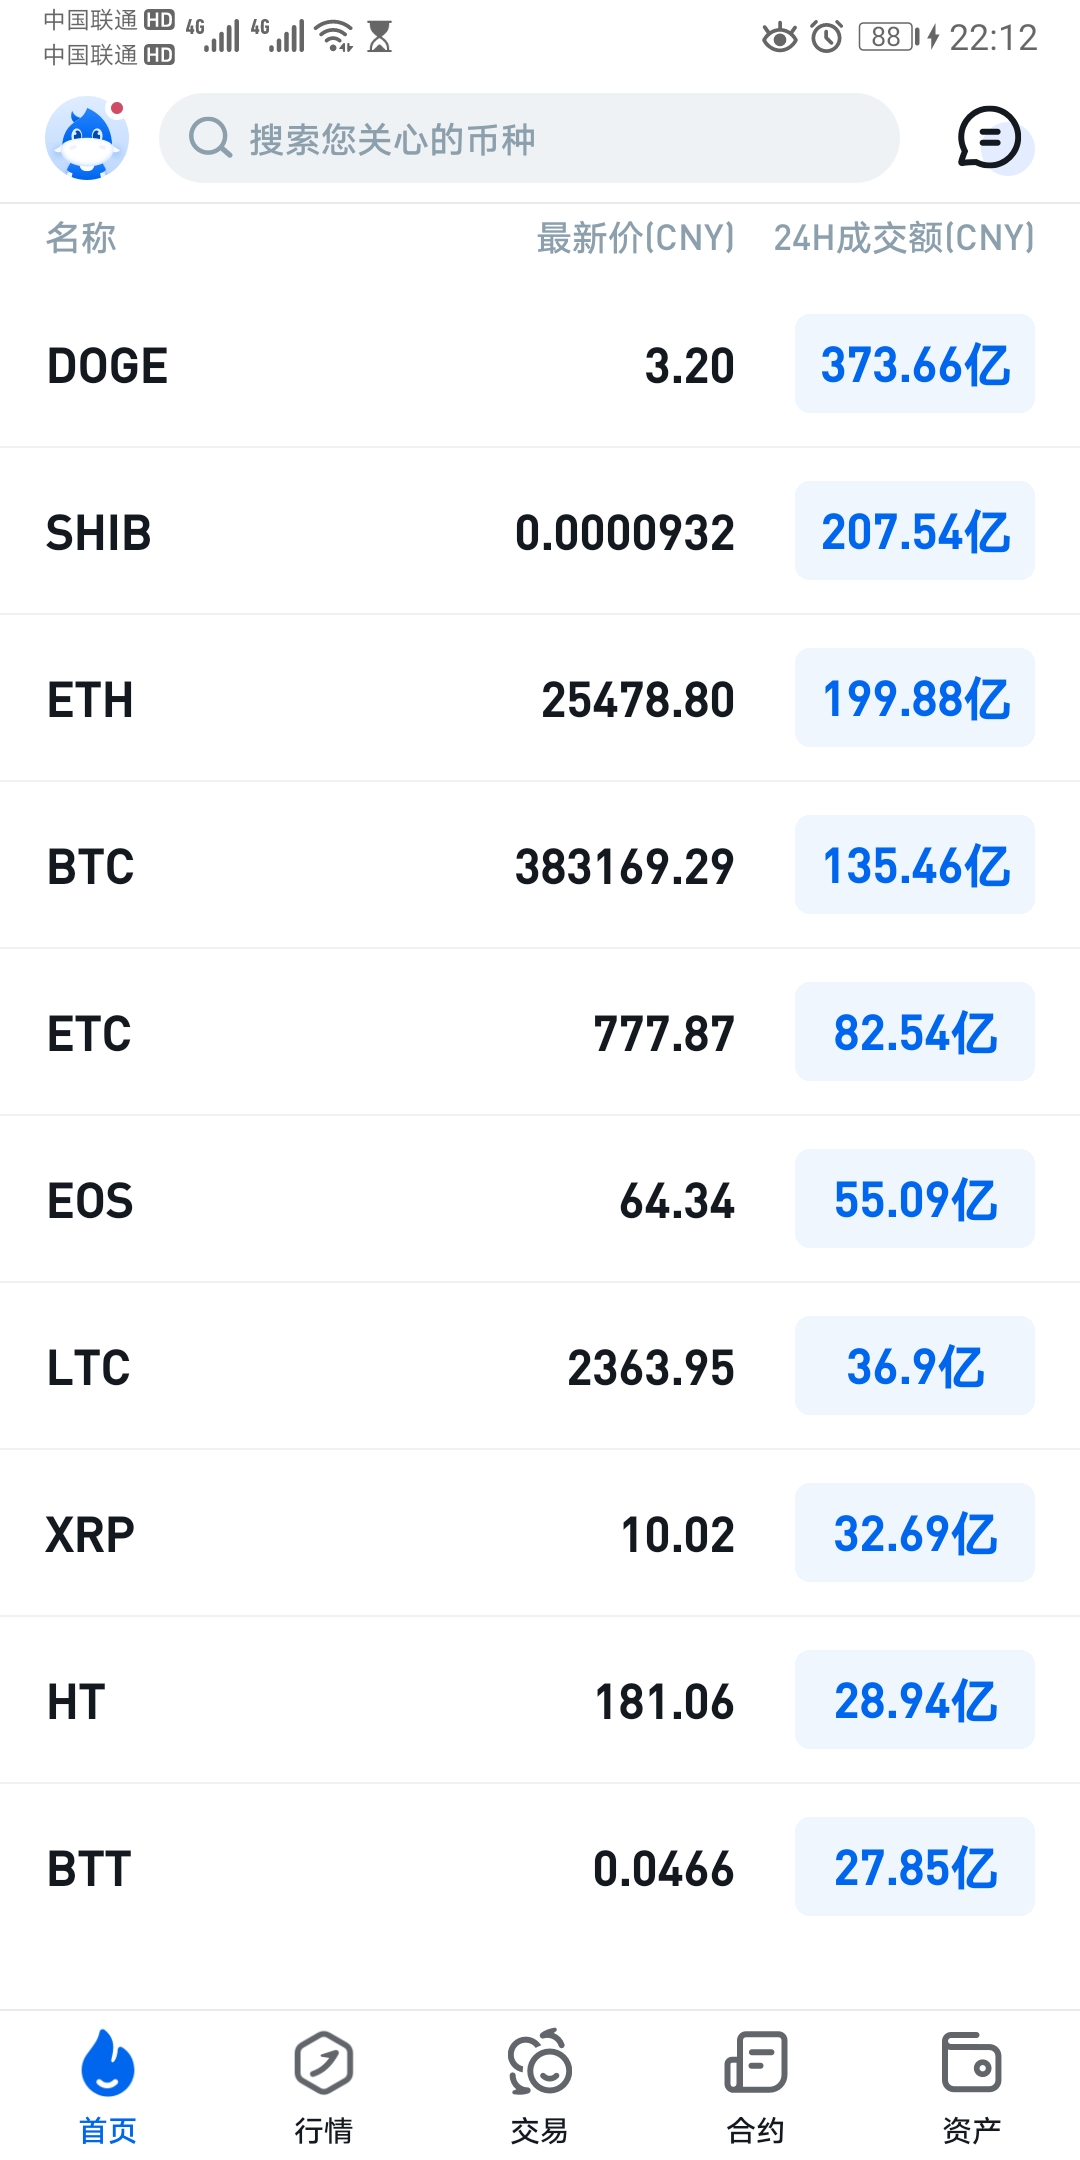 中国联通 HD
中国联通 HD
4G 4G 88 22:12
搜索您关心的币种
名称 最新价(CNY) 24H成交额(CNY)
DOGE 3.20 373.66亿
SHIB 0.0000932 207.54亿
ETH 25478.80 199.88亿
BTC 383169.29 135.46亿
ETC 777.87 82.54亿
EOS 64.34 55.09亿
LTC 2363.95 36.9亿
XRP 10.02 32.69亿
HT 181.06 28.94亿
BTT 0.0466 27.85亿
首页 行情 交易 合约 资产